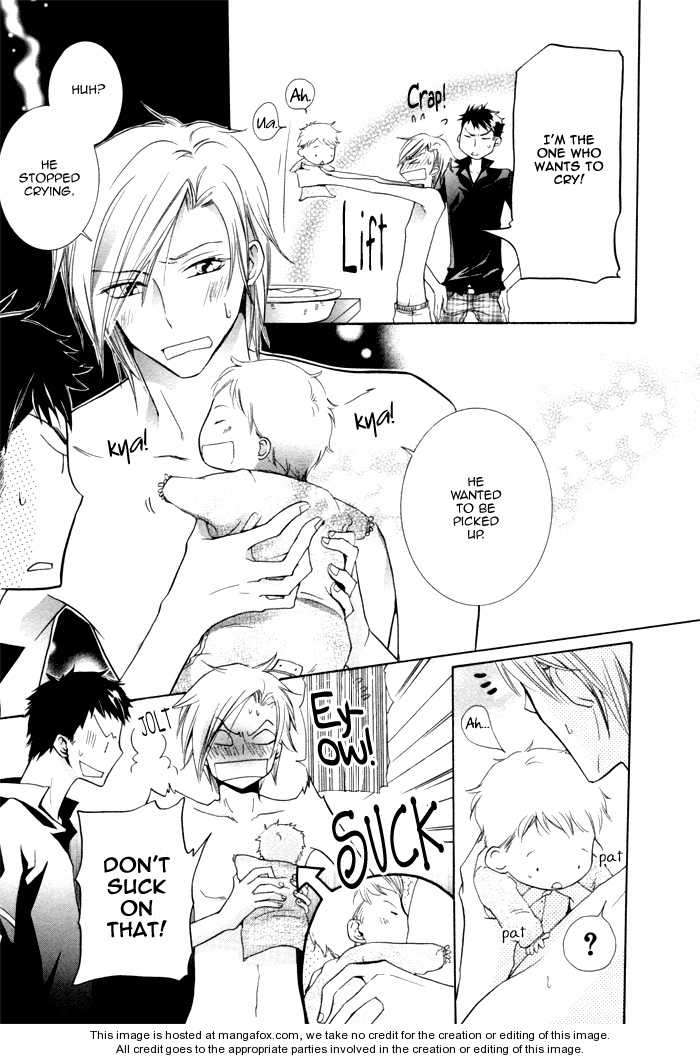 I'M THE
ONE WHO
WANTS TO
CRY!
Crap!
Ah.
Ua...
Lift
HUH?
HE
STOPPED
CRYING.
kya!
kya!
HE
WANTED
TO BE
PICKED
UP.
Ah...
pat
pat
?
SUCK
Ey-
ow!
JOLT
DON'T
SUCK
ON
THAT!
This image is hosted at mangafox.com, we take no credit for the creation or editing of this image.
All credit goes to the appropriate parties involved in the creation or editing of this image.